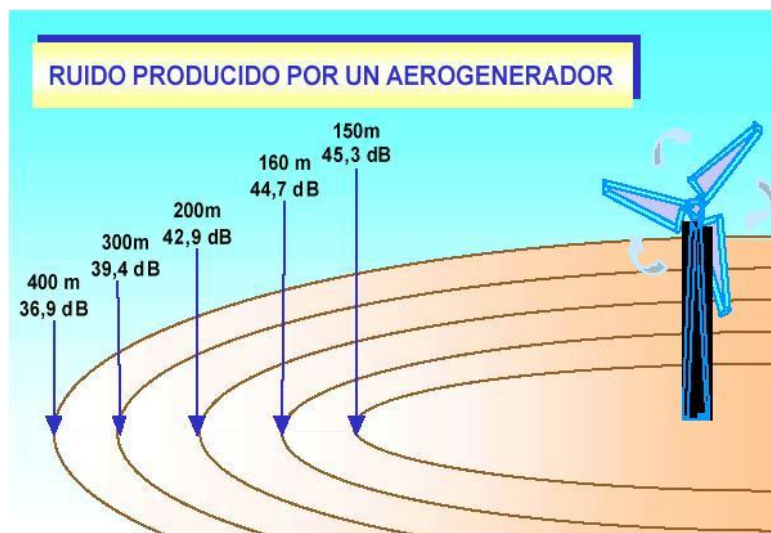 RUIDO PRODUCIDO POR UN AEROGENERADOR
150m
45,3 dB
160 m
44,7 dB
200m
42,9 dB
300m
39,4 dB
400 m
36,9 dB